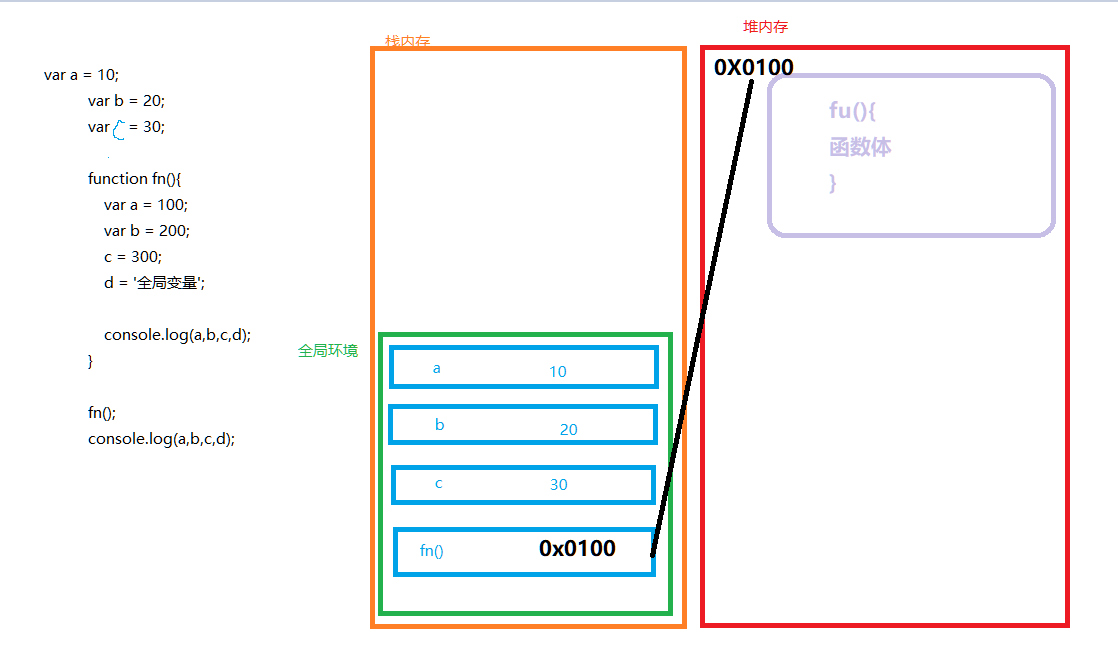 栈内存
堆内存
var a = 10;
var b = 20;
var c = 30;
function fn(){
var a = 100;
var b = 200;
c = 300;
d = '全局变量';
console.log(a,b,c,d);
}
fn();
console.log(a,b,c,d);
全局环境
a 10
b 20
c 30
fn() 0x0100
0X0100
fu(){
函数体
}